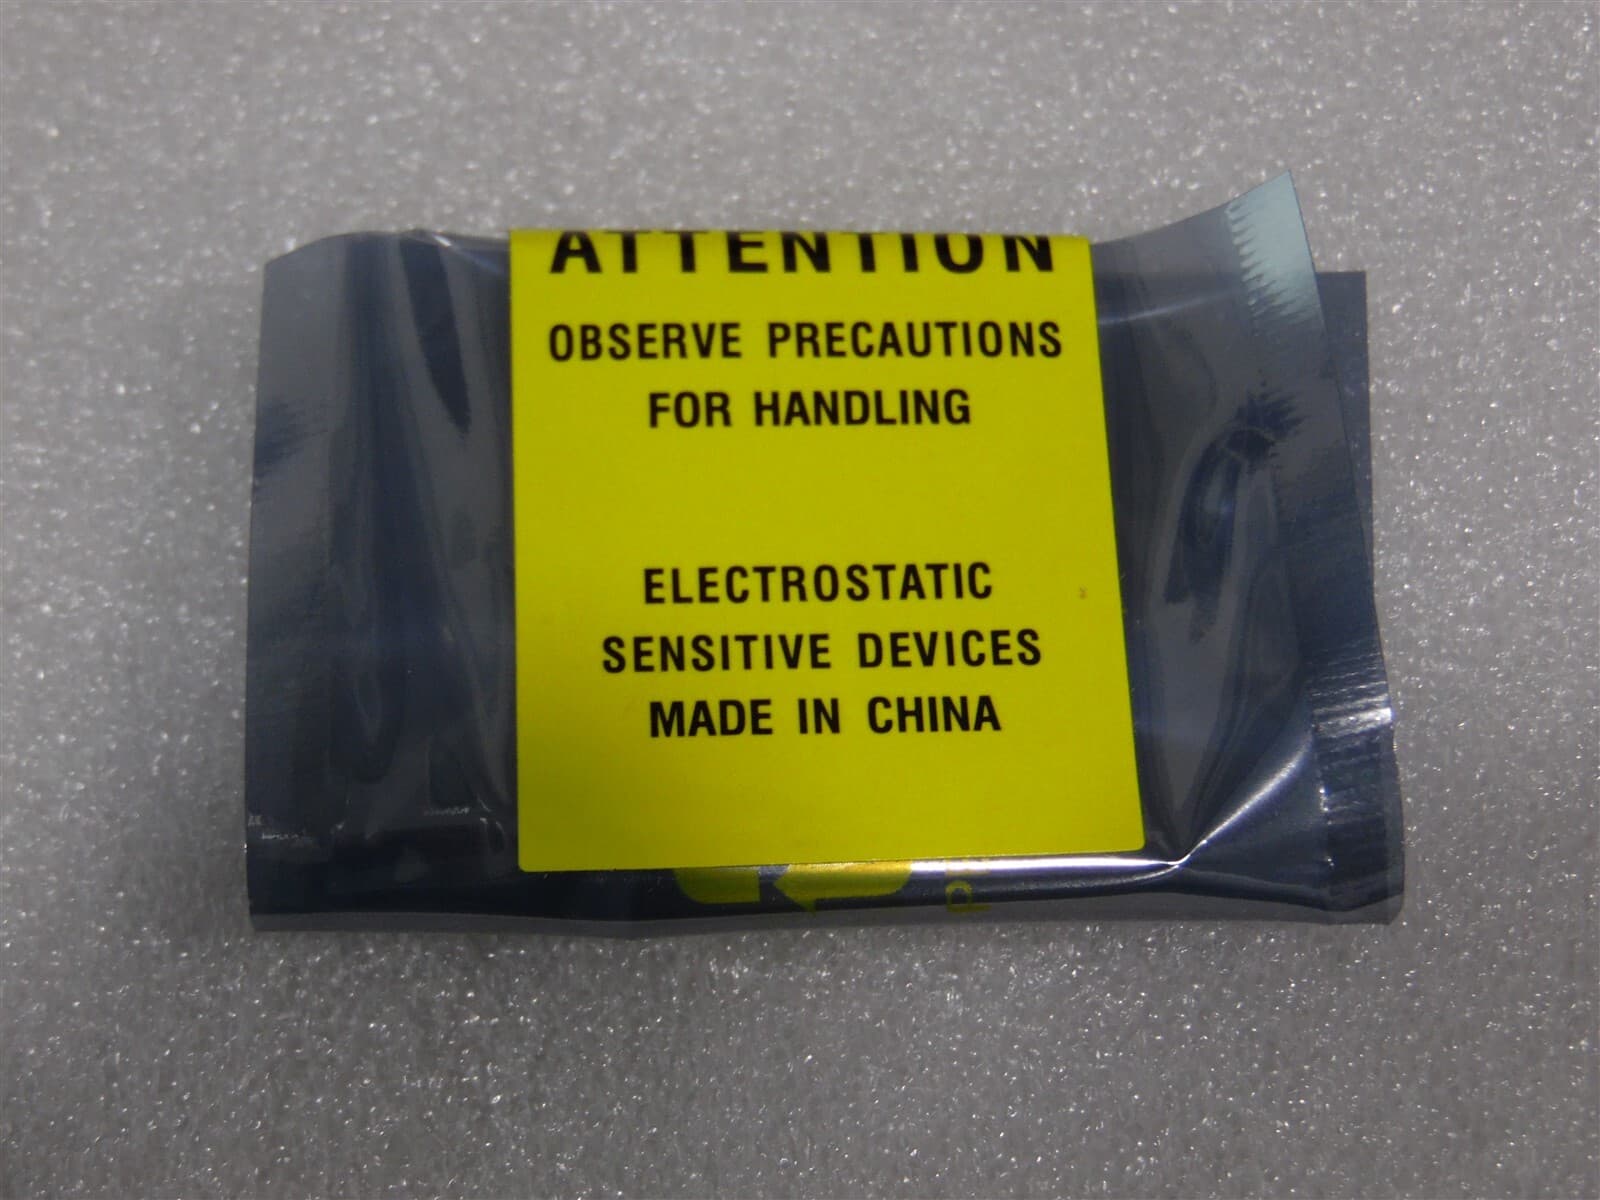 ATTENTION
OBSERVE PRECAUTIONS
FOR HANDLING
ELECTROSTATIC
SENSITIVE DEVICES
MADE IN CHINA